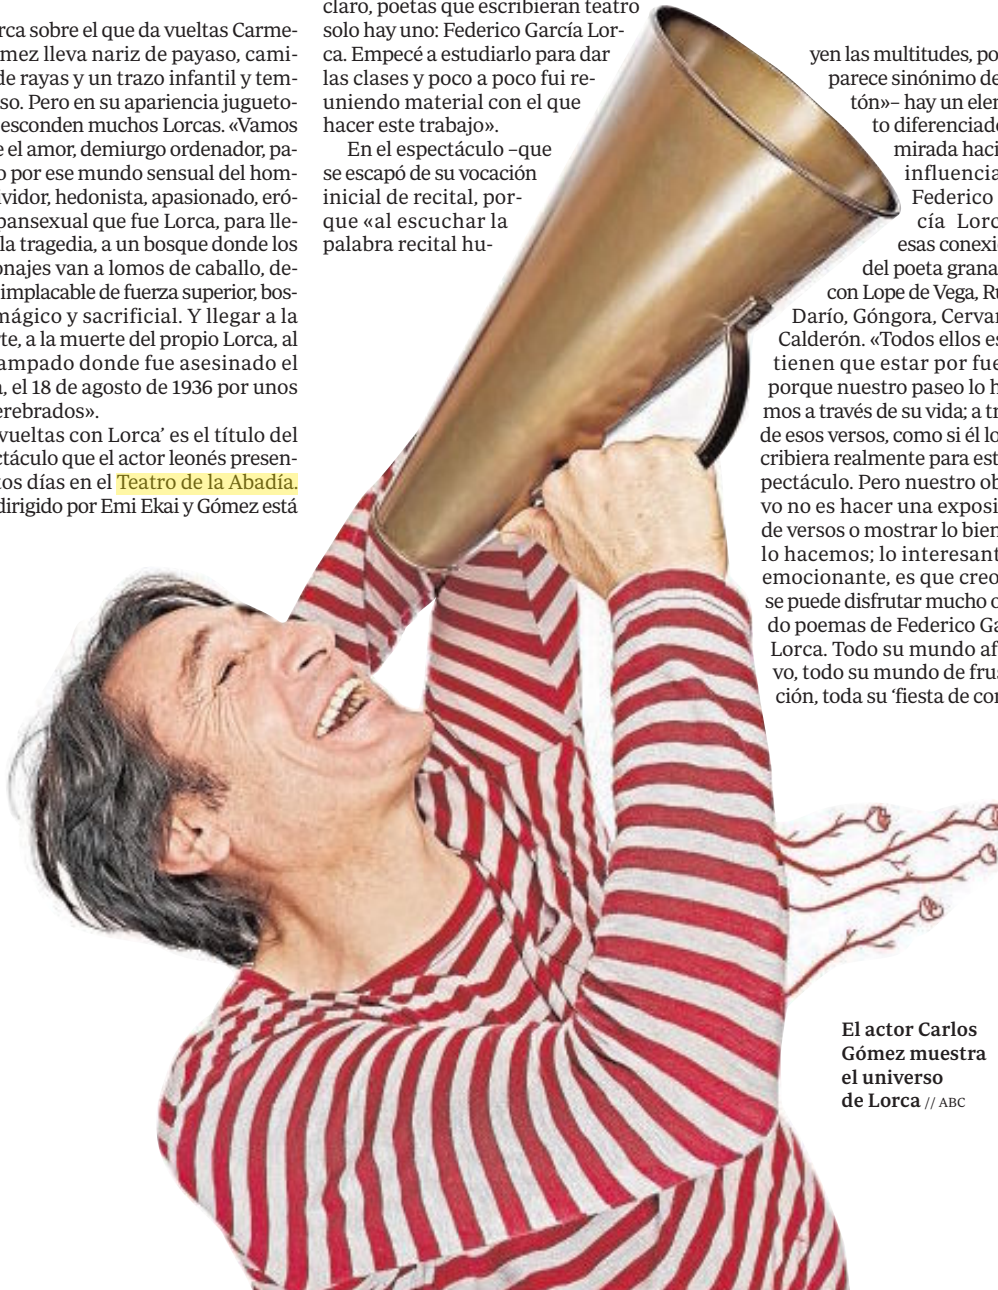 rca sobre el que da vueltas Carme-
mez lleva nariz de payaso, cami-
de rayas y un trazo infantil y tem-
so. Pero en su apariencia jugueto-
esconden muchos Lorcas. «Vamos
e el amor, demiurgo ordenador, pa-
o por ese mundo sensual del hom-
vidor, hedonista, apasionado, eró-
pansexual que fue Lorca, para lle-
la tragedia, a un bosque donde los
onajes van a lomos de caballo, de-
implacable de fuerza superior, bos-
mágico y sacrificial. Y llegar a la
te, a la muerte del propio Lorca, al
ampado donde fue asesinado el
a, el 18 de agosto de 1936 por unos
erebrados».
vueltas con Lorca’ es el título del
ctáculo que el actor leonés presen-
tos días en el Teatro de la Abadía.
dirigido por Emi Ekai y Gómez está
claro, poetas que escribieran teatro
solo hay uno: Federico García Lor-
ca. Empecé a estudiarlo para dar
las clases y poco a poco fui re-
uniendo material con el que
hacer este trabajo».
En el espectáculo –que
se escapó de su vocación
inicial de recital, por-
que «al escuchar la
palabra recital hu-
yen las multitudes, po
parece sinónimo de
tón»– hay un elem
to diferenciado
mirada haci
influencia
Federico
cía Lorc
esas conexi
del poeta grana
con Lope de Vega, Ru
Darío, Góngora, Cervan
Calderón. «Todos ellos es
tienen que estar por fue
porque nuestro paseo lo h
mos a través de su vida; a tr
de esos versos, como si él lo
cribiera realmente para est
pectáculo. Pero nuestro ob
vo no es hacer una exposi
de versos o mostrar lo bien
lo hacemos; lo interesant
emocionante, es que creo
se puede disfrutar mucho o
do poemas de Federico Ga
Lorca. Todo su mundo af
vo, todo su mundo de frus
ción, toda su ‘fiesta de cor
El actor Carlos
Gómez muestra
el universo
de Lorca // ABC